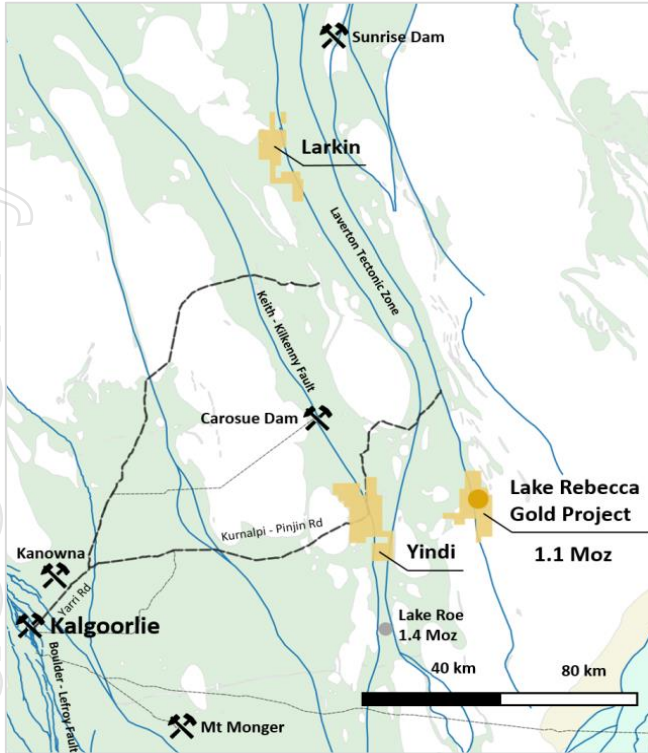 Sunrise Dam
Larkin
Laverton Tectonic Zone
Keith - Kilkenny Fault
Carosue Dam
Lake Rebecca
Gold Project
1.1 Moz
Kurnalpi - Pinjin Rd
Yindi
Kanowna
Yarri Rd
Kalgoorlie
Lake Roe
1.4 Moz
Boulder - Lefroy Fault
40 km
80 km
Mt Monger